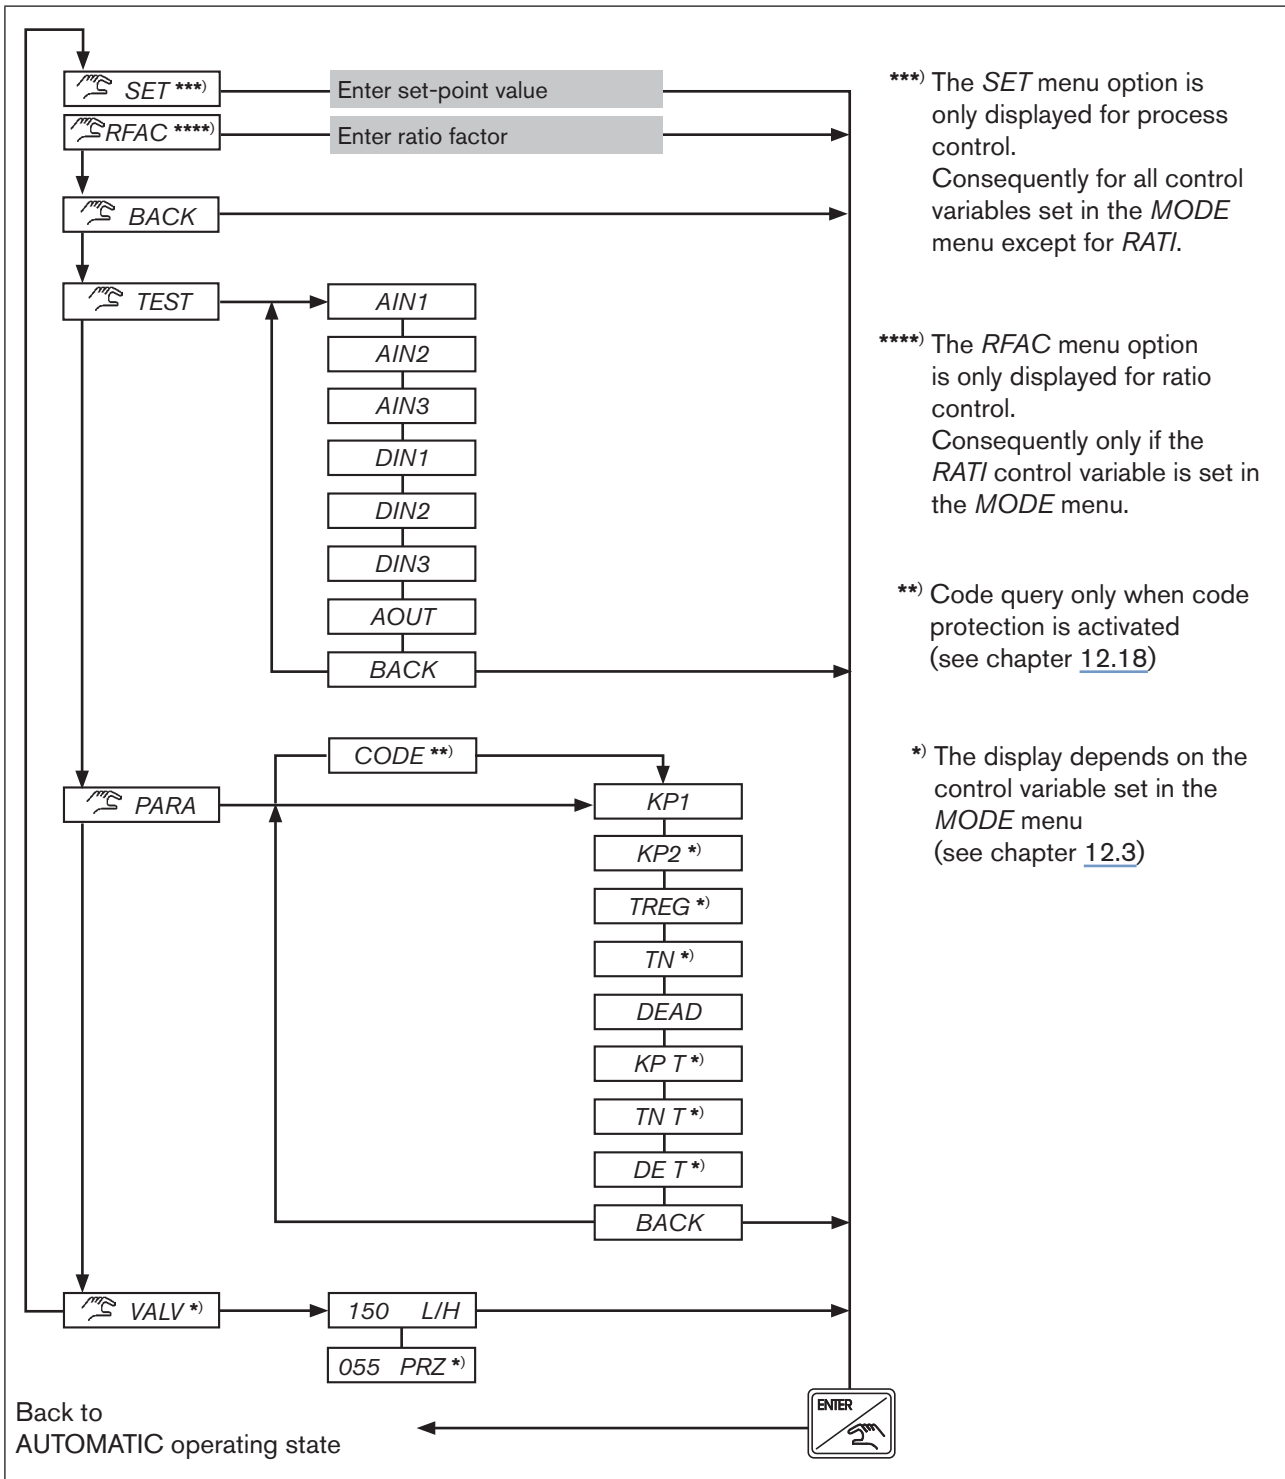 SET ***)
Enter set-point value
RFAC ****)
Enter ratio factor
BACK
TEST
AIN1
AIN2
AIN3
DIN1
DIN2
DIN3
AOUT
BACK
CODE **)
PARA
KP1
KP2 *)
TREG *)
TN *)
DEAD
KP T *)
TN T *)
DE T *)
BACK
VALV *)
150 L/H
055 PRZ *)
Back to
AUTOMATIC operating state
ENTER
***) The SET menu option is
only displayed for process
control.
Consequently for all control
variables set in the MODE
menu except for RATI.
****) The RFAC menu option
is only displayed for ratio
control.
Consequently only if the
RATI control variable is set in
the MODE menu.
**) Code query only when code
protection is activated
(see chapter 12.18)
*) The display depends on the
control variable set in the
MODE menu
(see chapter 12.3)